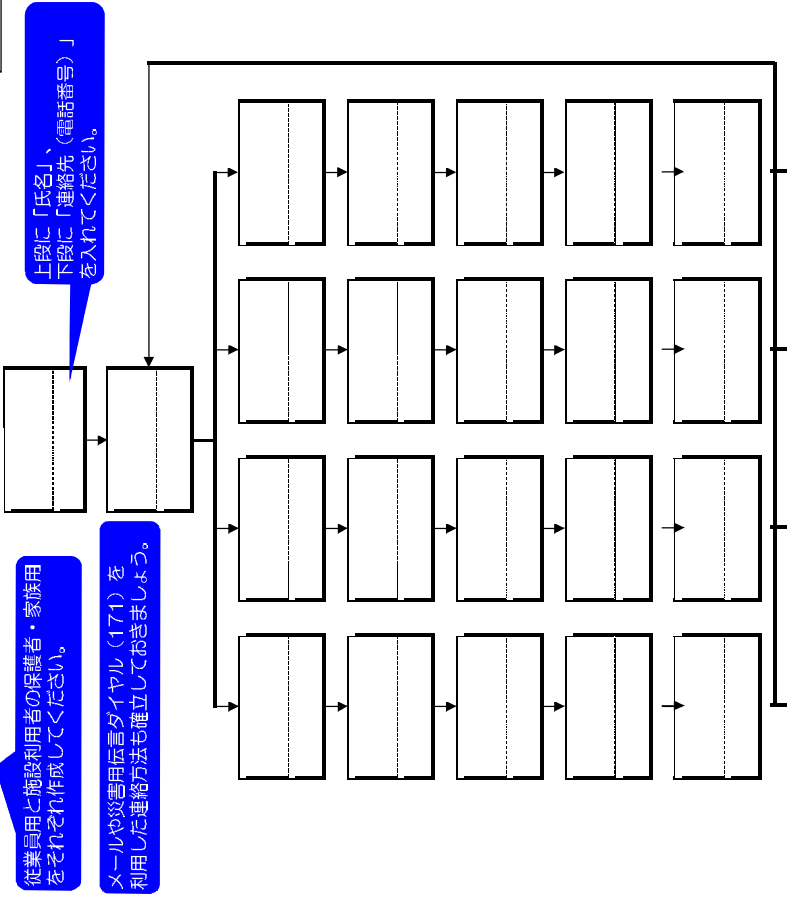 従業員用と施設利用者の保護者・家族用
をそれぞれ作成してください。
メールや災害用伝言ダイヤル（171）を
利用した連絡方法も確立しておきましょう。
上段に「氏名」、
下段に「連絡先（電話番号）」
を入れてください。